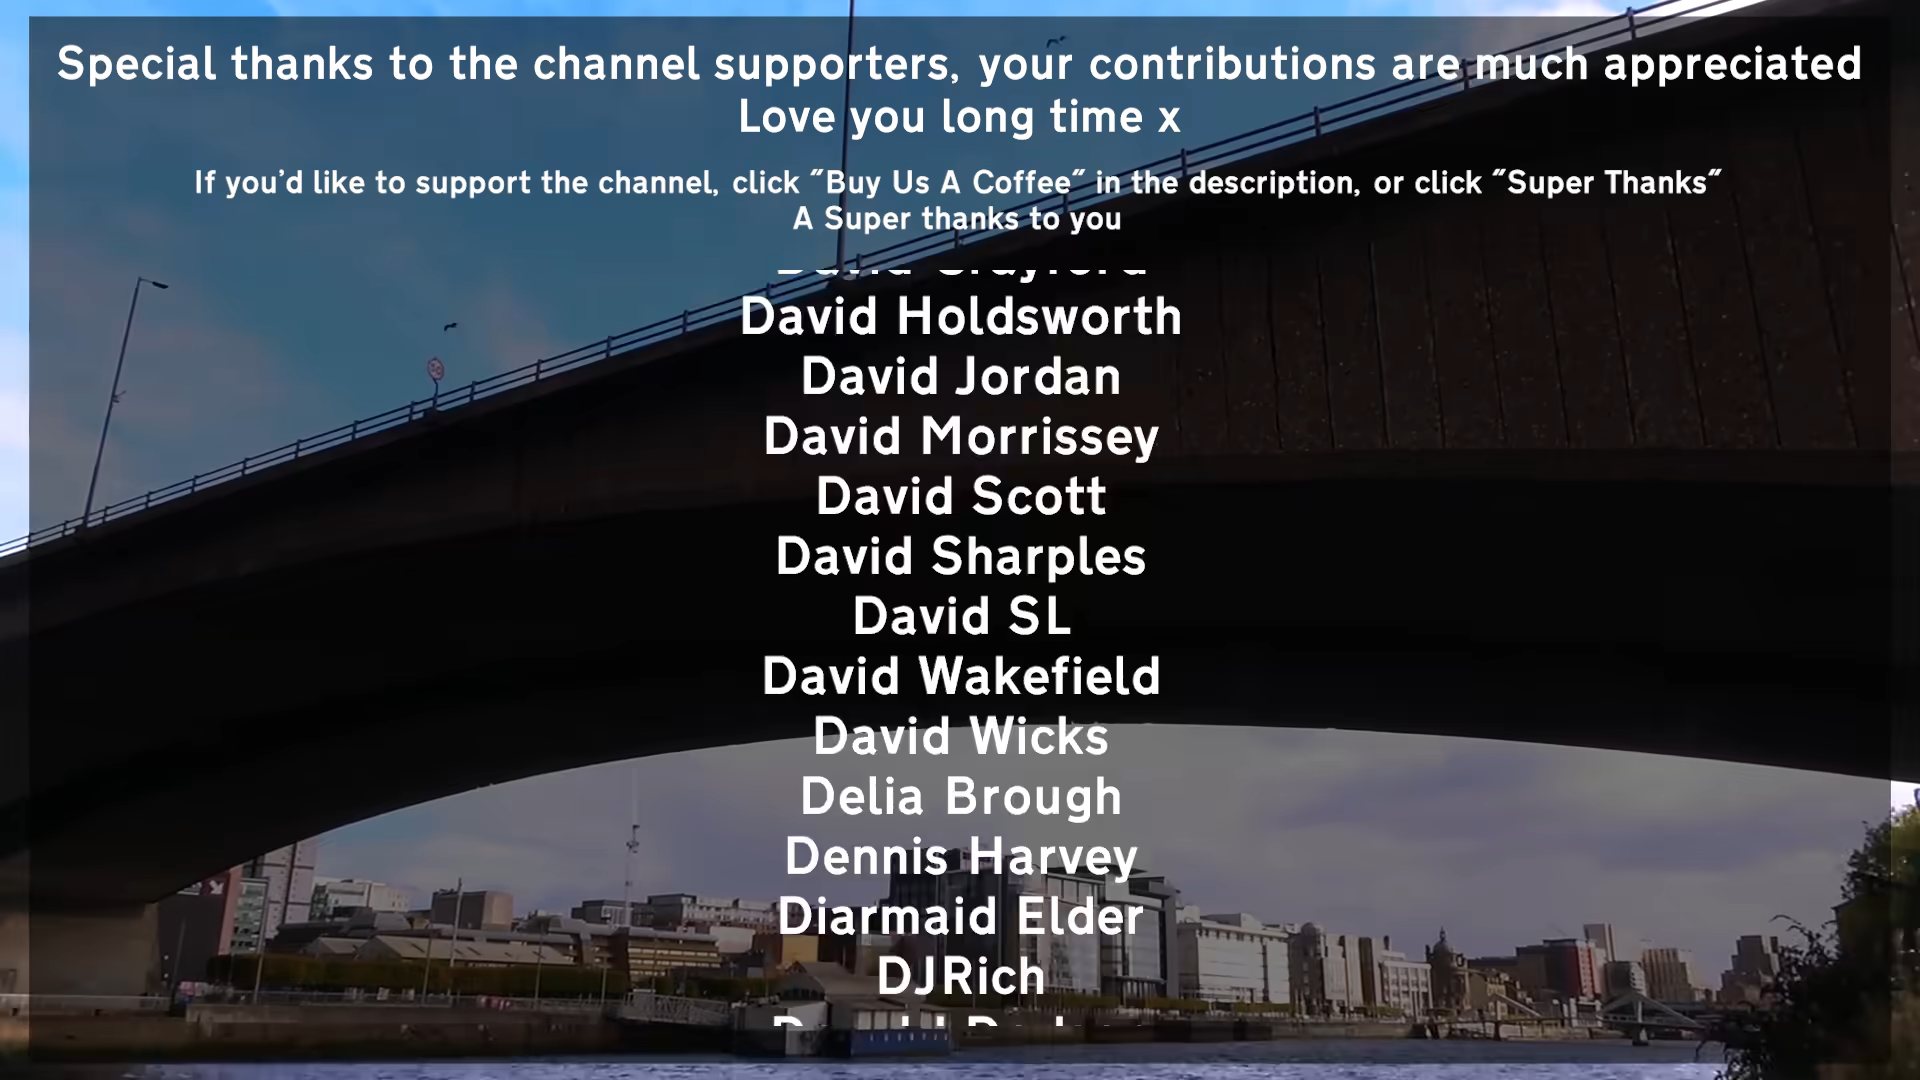 Special thanks to the channel supporters, your contributions are much appreciated
Love you long time x
If you'd like to support the channel, click "Buy Us A Coffee" in the description, or click "Super Thanks"
A Super thanks to you
David
David Holdsworth
David Jordan
David Morrissey
David Scott
David Sharples
David SL
David Wakefield
David Wicks
Delia Brough
Dennis Harvey
Diarmaid Elder
DJRich